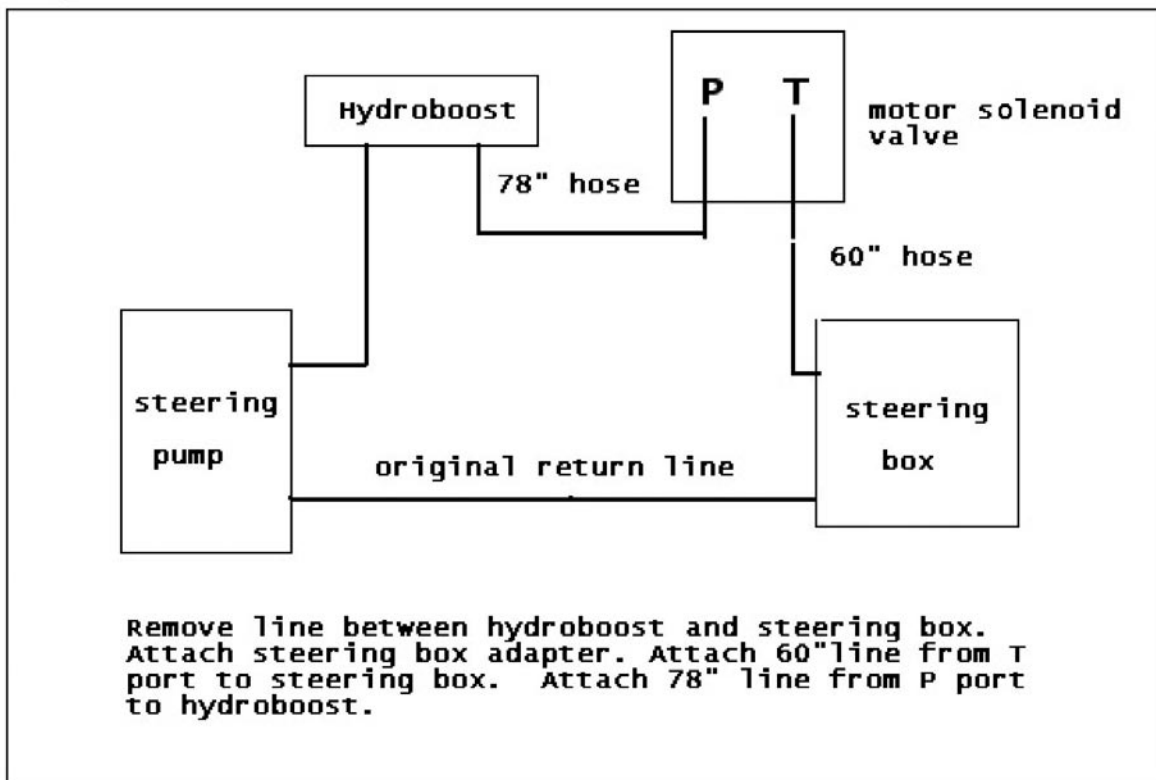 Hydroboost
P T
motor solenoid
valve
78" hose
60" hose
steering
pump
steering
box
original return line
Remove line between hydroboost and steering box.
Attach steering box adapter. Attach 60"line from T
port to steering box.  Attach 78" line from P port
to hydroboost.